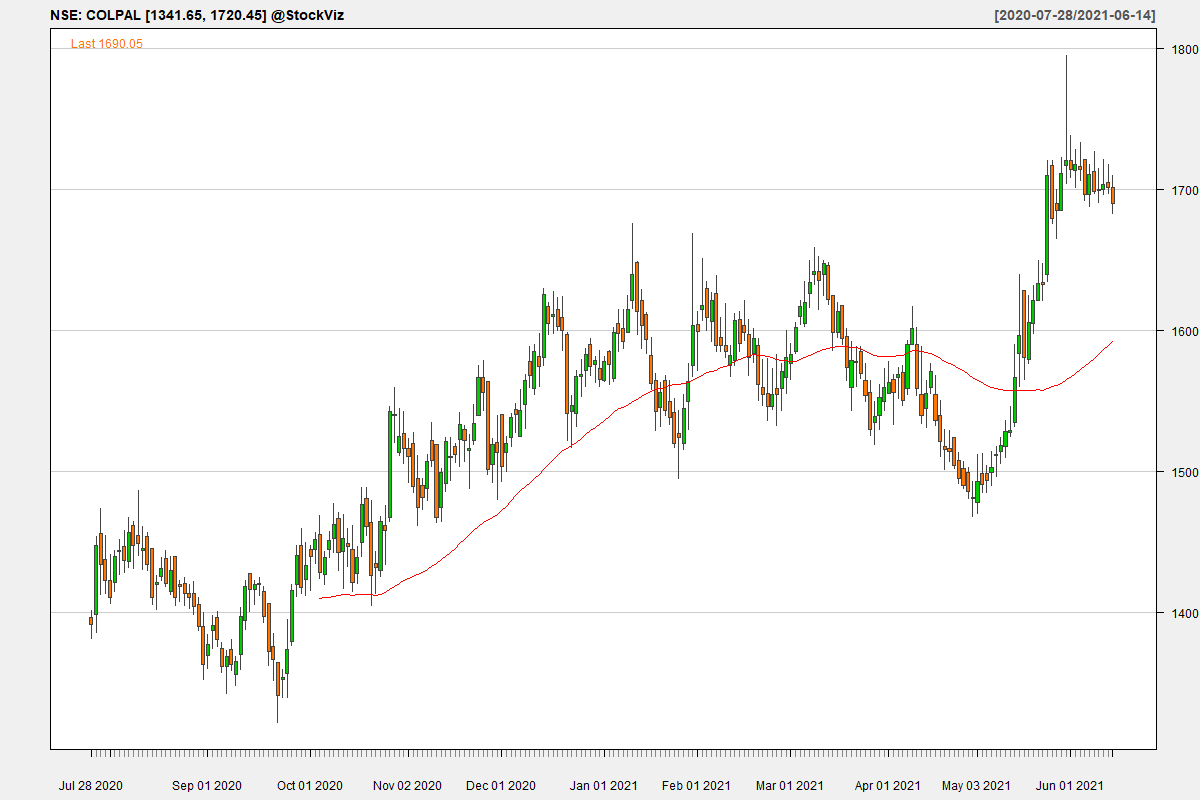 NSE: COLPAL [1341.65, 1720.45] @StockViz [2020-07-28/2021-06-14]
Last 1690.05
1800
1700
1600
1500
1400
Jul 28 2020 Sep 01 2020 Oct 01 2020 Nov 02 2020 Dec 01 2020 Jan 01 2021 Feb 01 2021 Mar 01 2021 Apr 01 2021 May 03 2021 Jun 01 2021